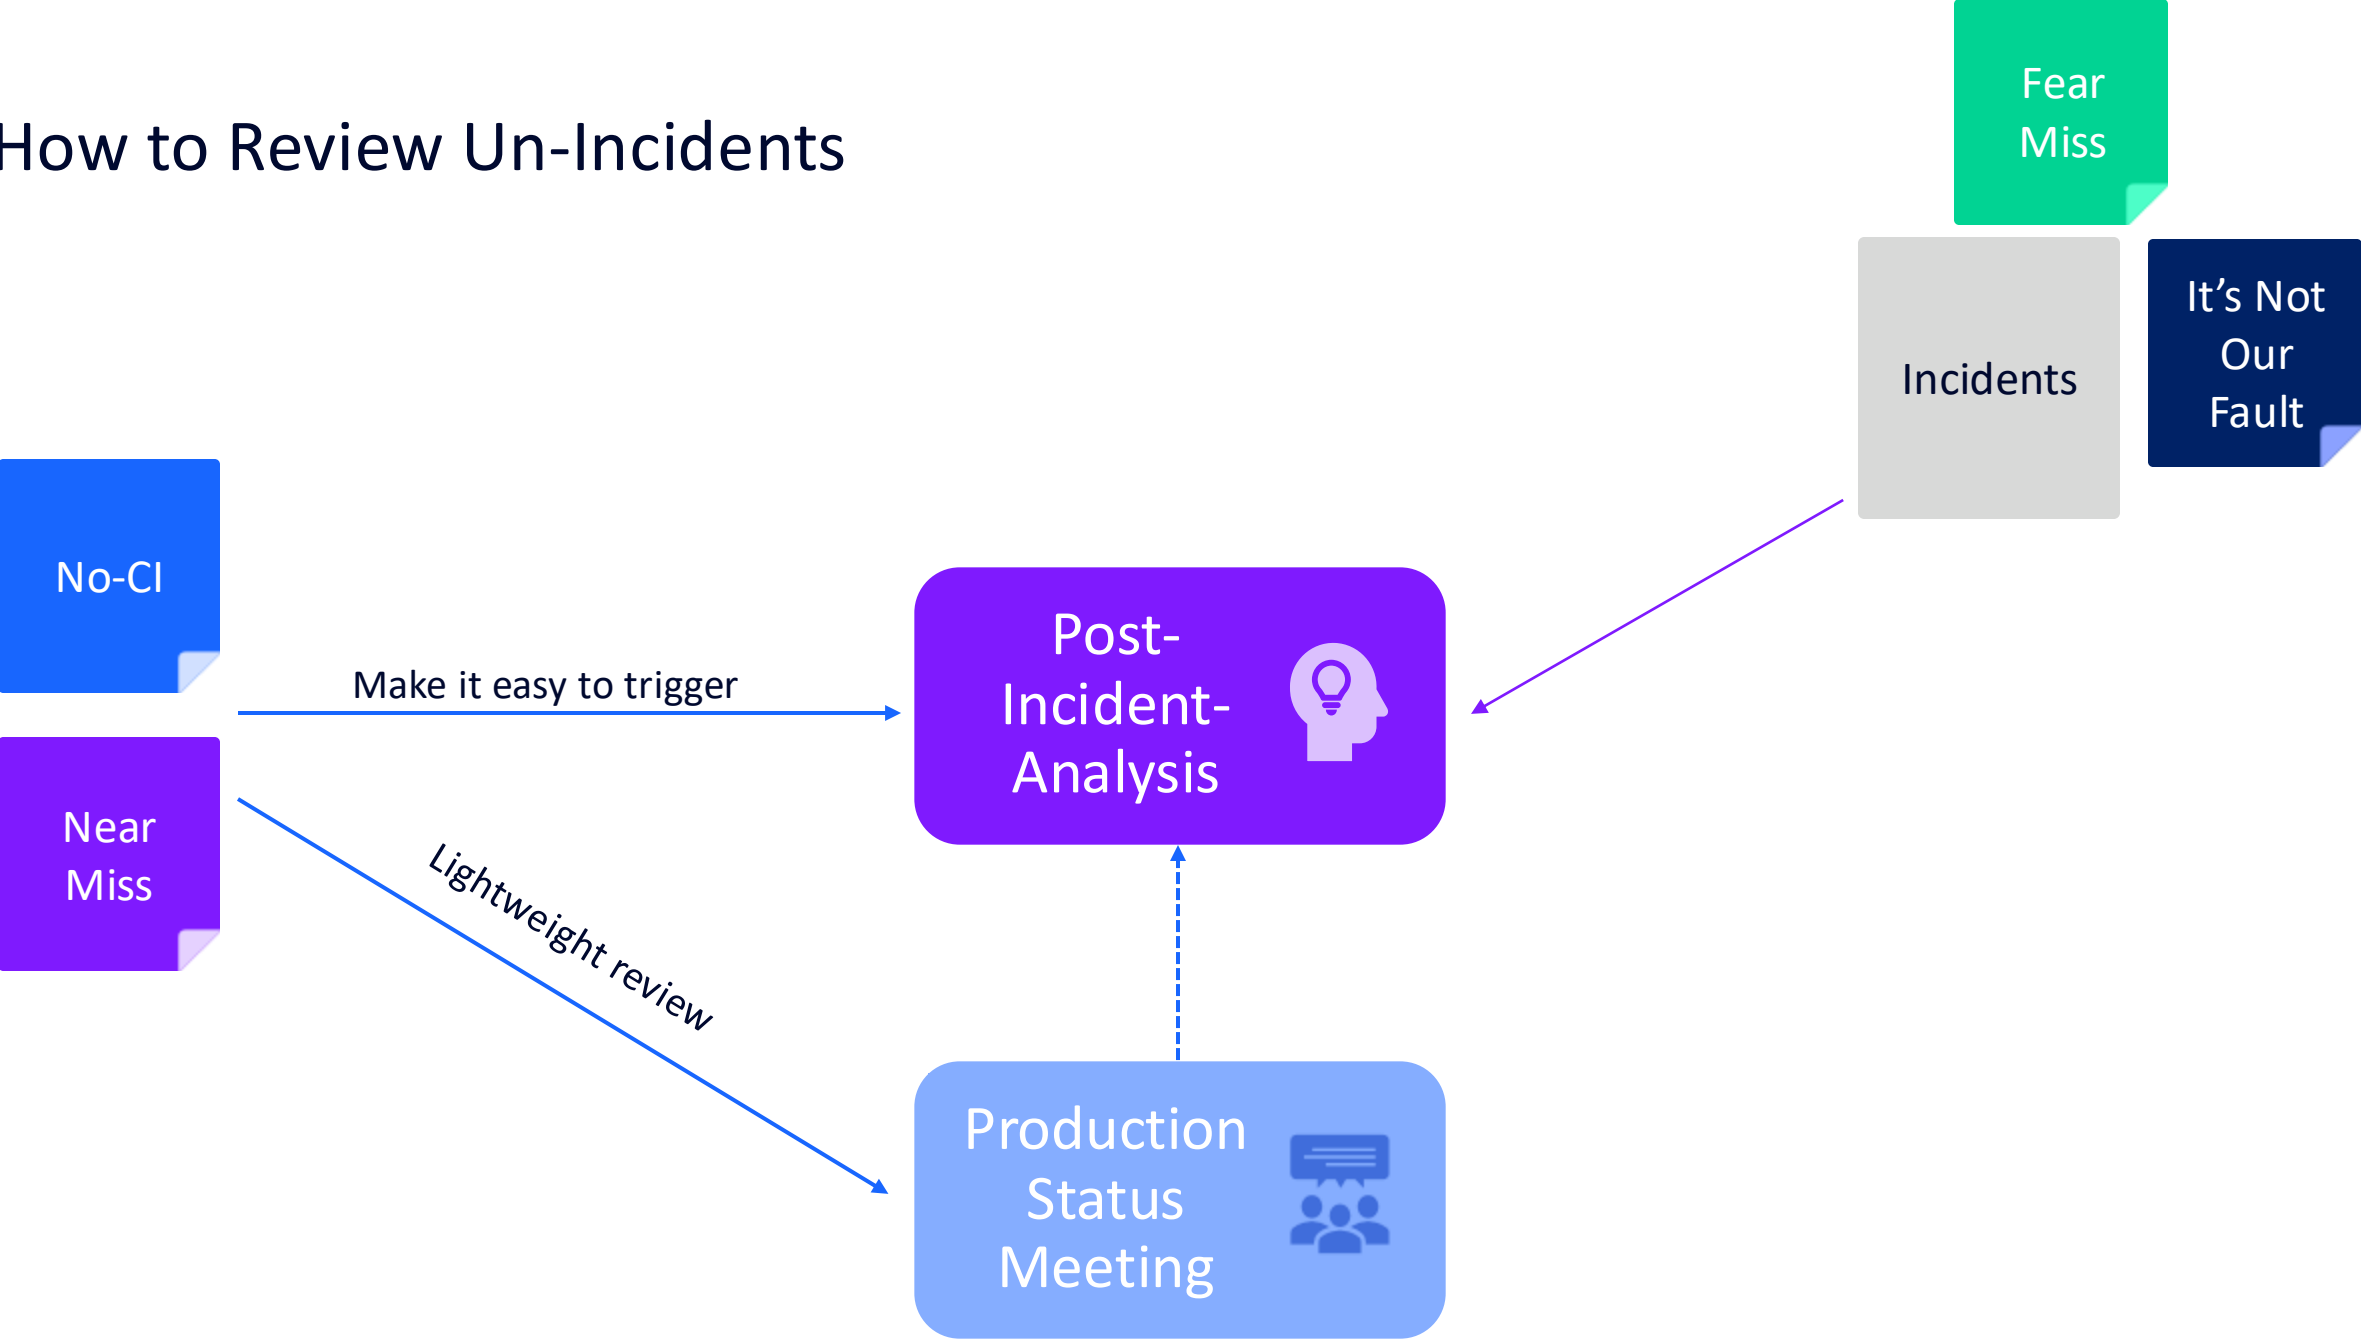 How to Review Un-Incidents
Fear
Miss
Incidents
It’s Not
Our
Fault
No-CI
Near
Miss
Make it easy to trigger
Lightweight review
Post-
Incident-
Analysis
Production
Status
Meeting